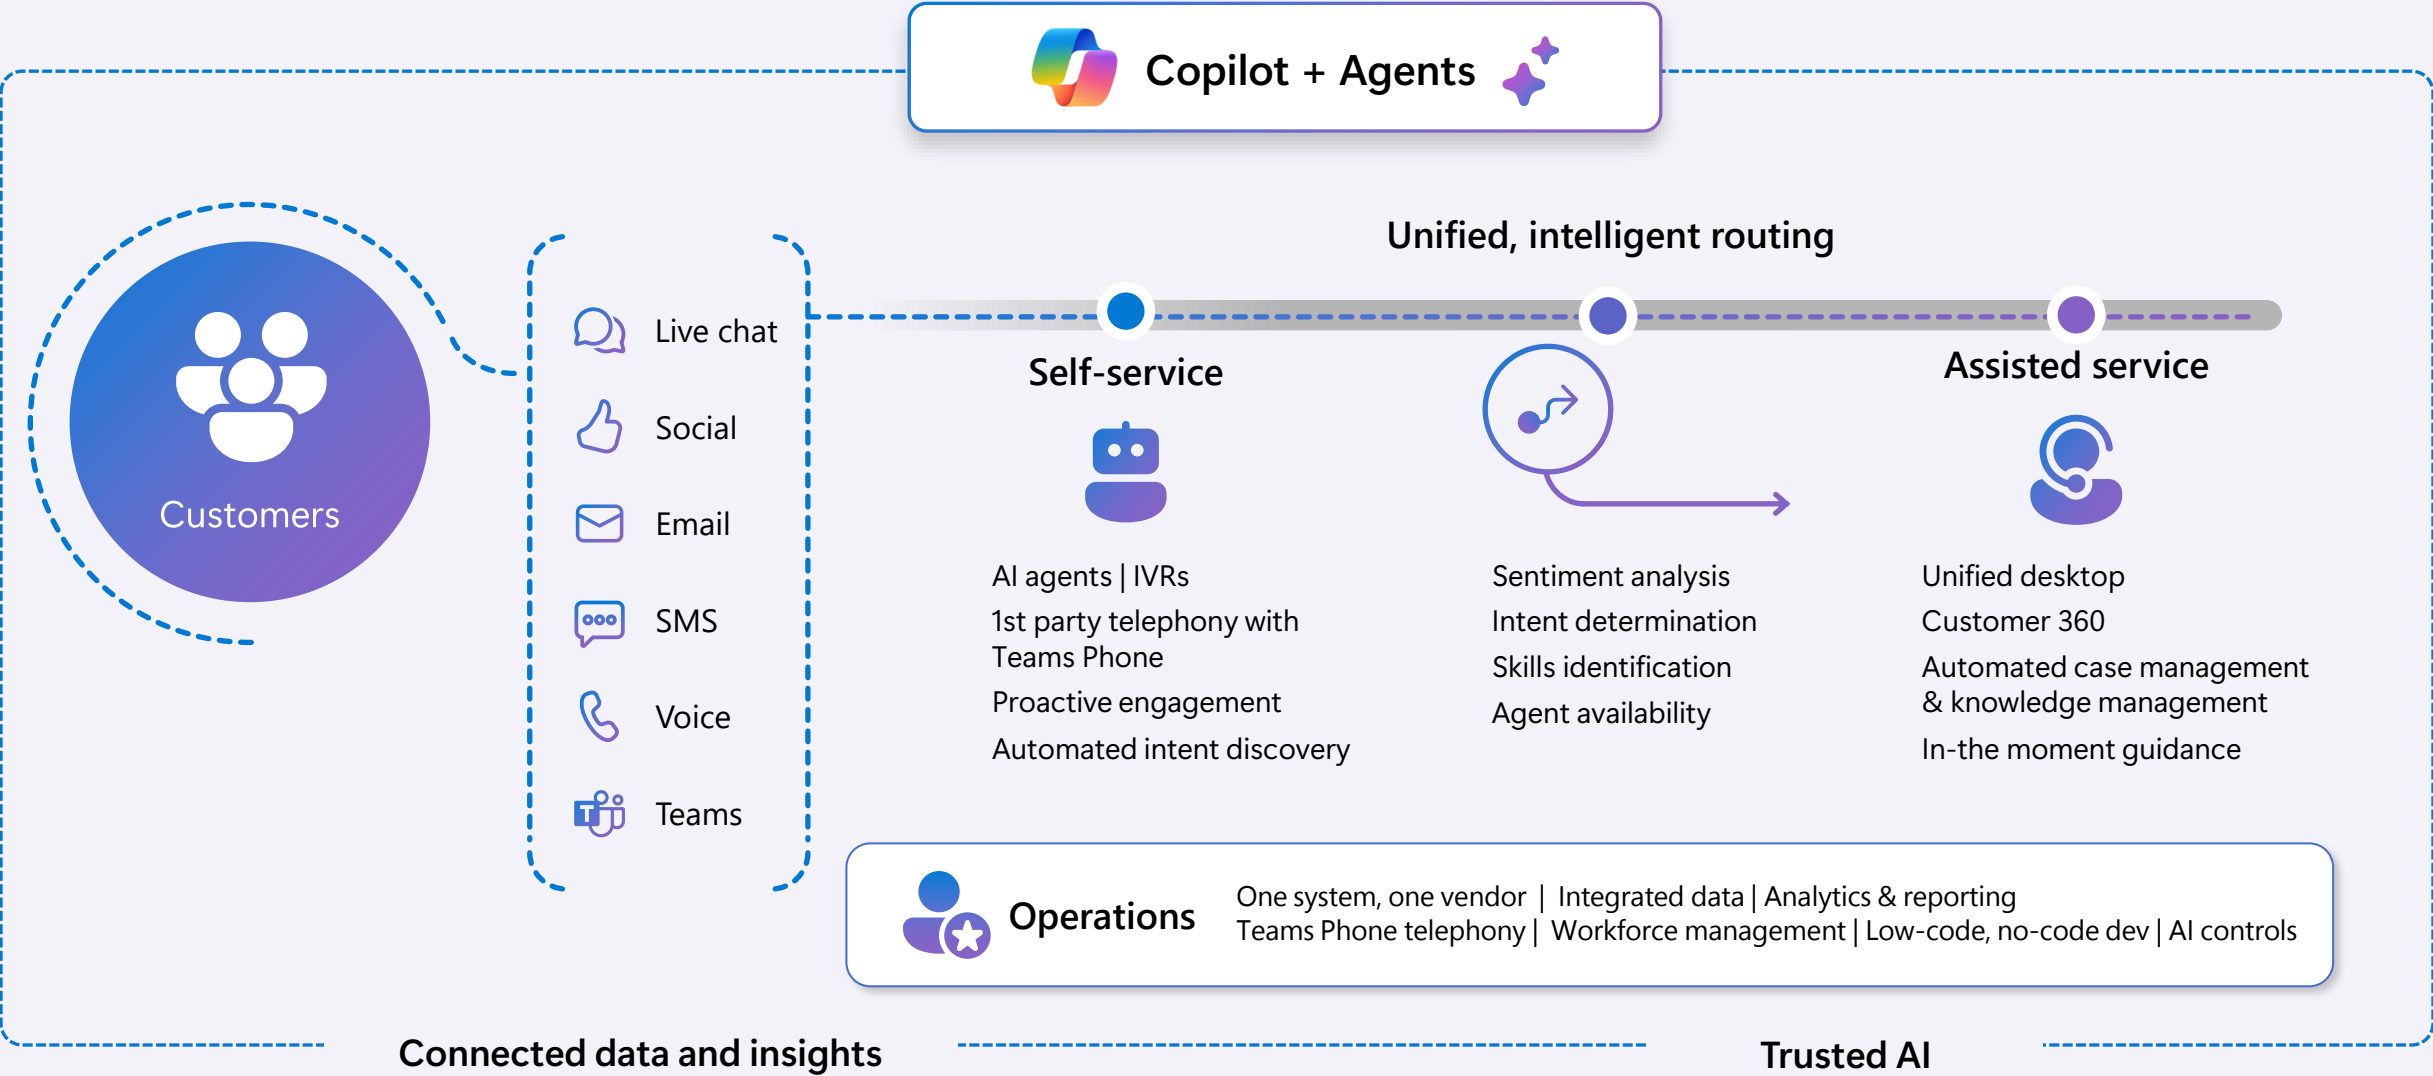 Copilot + Agents
Customers
Live chat
Social
Email
SMS
Voice
Teams
Unified, intelligent routing
Self-service
AI agents | IVRs
1st party telephony with
Teams Phone
Proactive engagement
Automated intent discovery
Sentiment analysis
Intent determination
Skills identification
Agent availability
Assisted service
Unified desktop
Customer 360
Automated case management
& knowledge management
In-the moment guidance
Operations
One system, one vendor | Integrated data | Analytics & reporting
Teams Phone telephony | Workforce management | Low-code, no-code dev | AI controls
Connected data and insights
Trusted AI